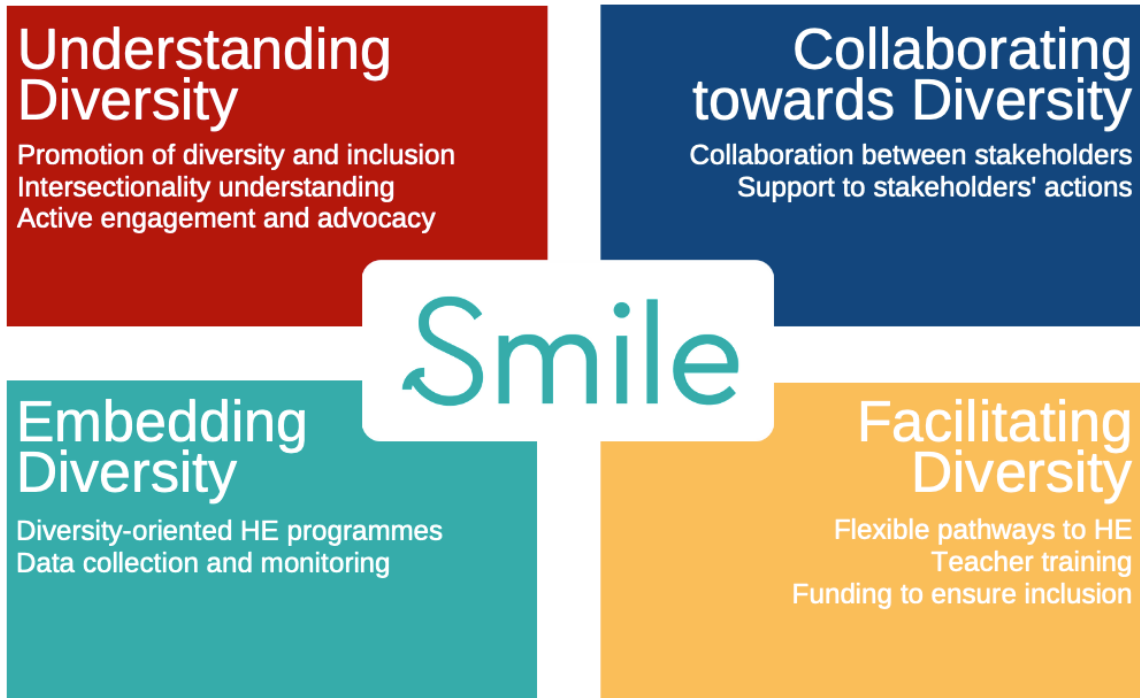 Understanding
Diversity
Promotion of diversity and inclusion
Intersectionality understanding
Active engagement and advocacy
Collaborating
towards Diversity
Collaboration between stakeholders
Support to stakeholders' actions
Smile
Embedding
Diversity
Diversity-oriented HE programmes
Data collection and monitoring
Facilitating
Diversity
Flexible pathways to HE
Teacher training
Funding to ensure inclusion